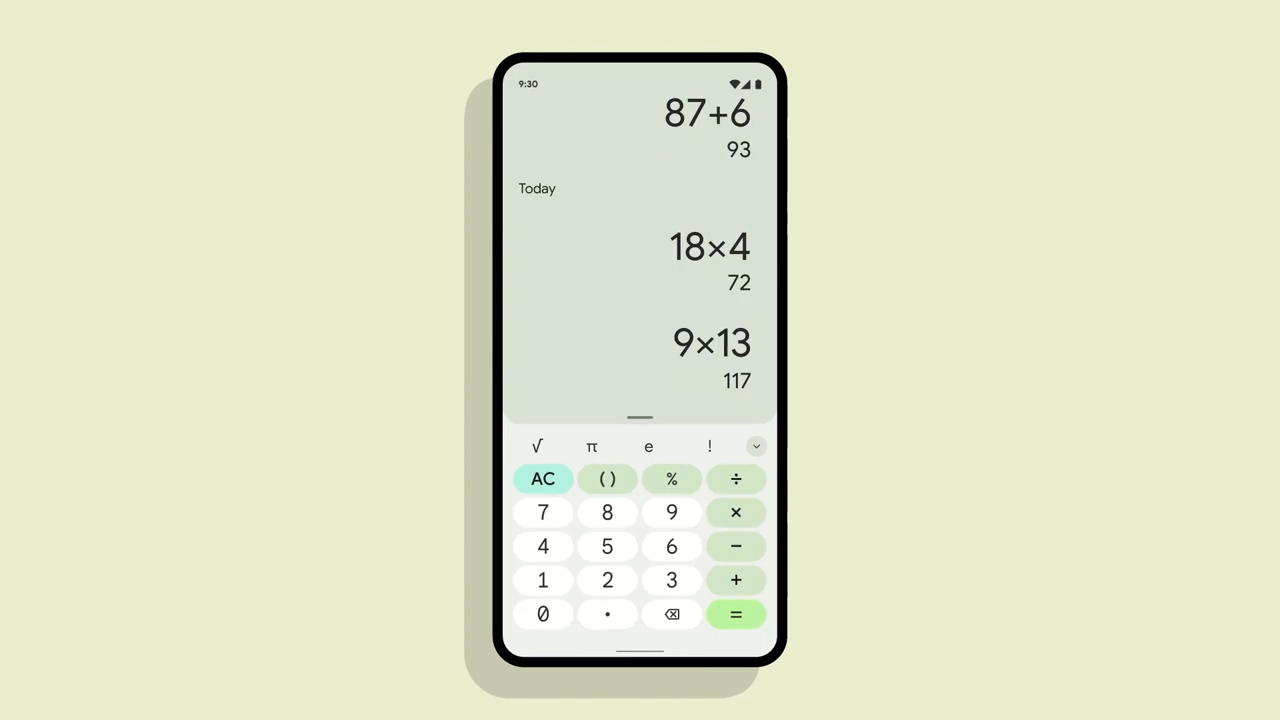 9:30
87+6
93
Today
18×4
72
9×13
117
√ π e !
AC ( ) % ÷
7 8 9 ×
4 5 6 −
1 2 3 +
0 . =